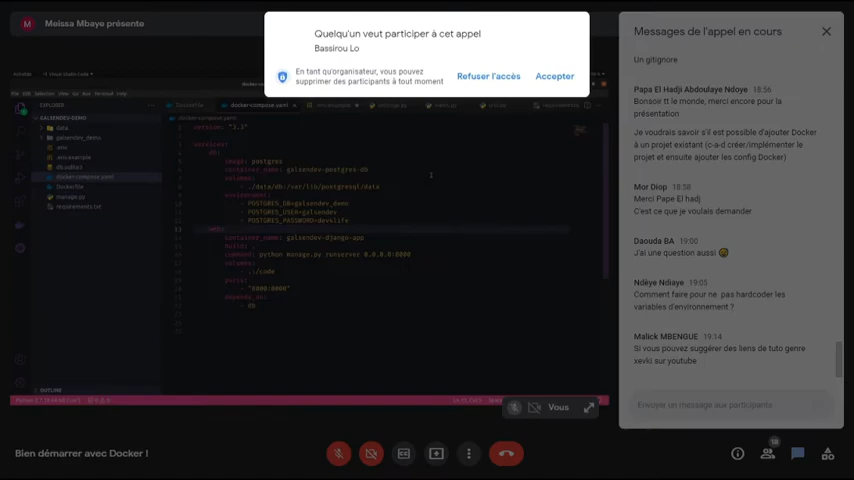 Meissa Mbaye présente
Quelqu'un veut participer à cet appel
Bassirou Lo
En tant qu'organisateur, vous pouvez
supprimer des participants à tout moment
Refuser l'accès
Accepter
Messages de l'appel en cours
Un gitignore
Papa El Hadji Abdoulaye Ndoye 18:56
Bonsoir tt le monde, merci encore pour la
présentation
Je voudrais savoir s'il est possible d'ajouter Docker
à un projet existant (c-a-d créer/implémenter le
projet et ensuite ajouter les config Docker)
Mor Diop 18:58
Merci Pape El hadj
C'est ce que je voulais demander
Daouda BA 19:00
J'ai une question aussi
Ndèye Ndiaye 19:05
Comment faire pour ne pas hardcoder les
variables d'environnement ?
Malick MBENGUE 19:14
Si vous pouvez suggérer des liens de tuto genre
xevki sur youtube
Envoyer un message aux participants
EXPLORER
GALSENDEV-DEMO
data
galsendev_demo
.env
.env.example
db.sqlite3
docker-compose.yaml
Dockerfile
manage.py
requirements.txt
OUTLINE
Dockerfile
docker-compose.yaml
docker-compose.yaml
version: "3.3"
services:
db:
image: postgres
container_name: galsendev-postgres-db
volumes:
- ./data/db:/var/lib/postgresql/data
environment:
- POSTGRES_DB=galsendev_demo
- POSTGRES_USER=galsendev
- POSTGRES_PASSWORD=dev4life
container_name: galsendev-django-app
build: .
command: python manage.py runserver 0.0.0.0:8000
volumes:
- .:/code
ports:
- "8000:8000"
depends_on:
- db
Vous
Bien démarrer avec Docker !